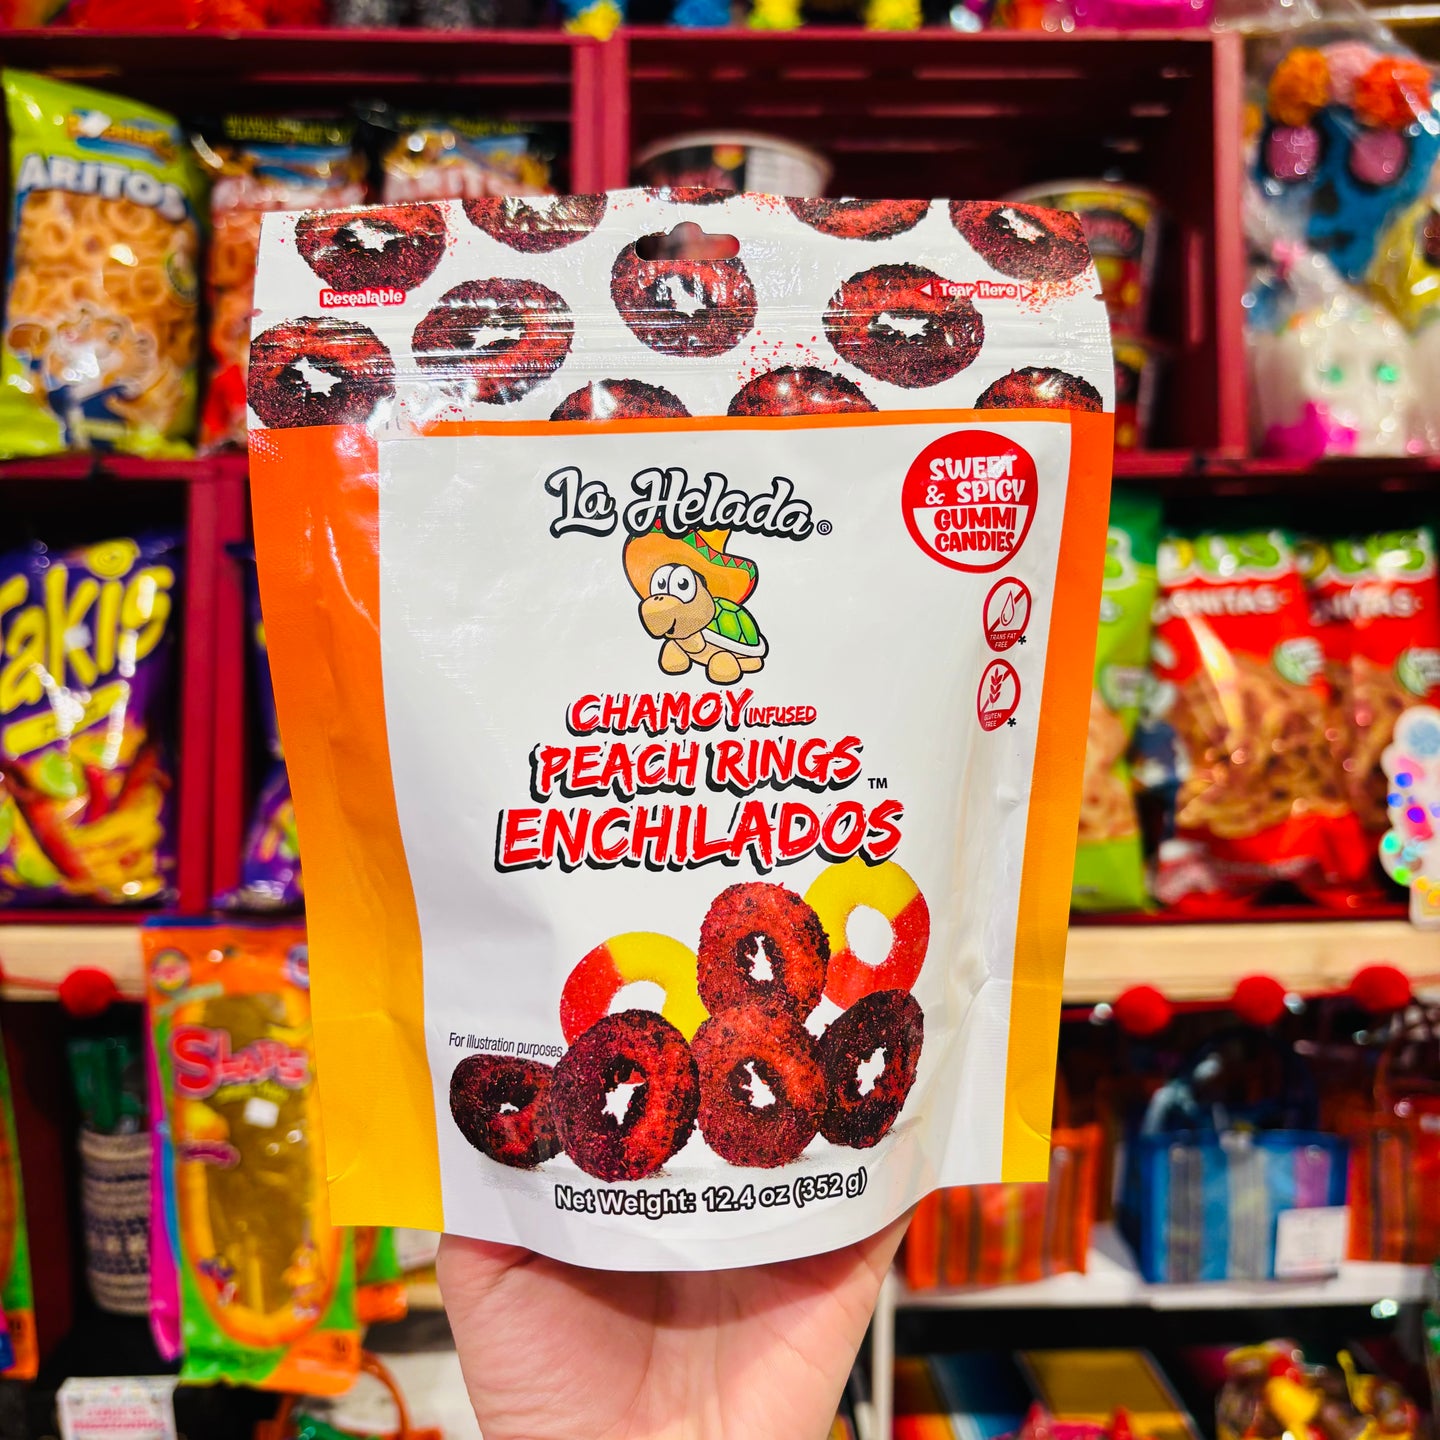 ARITOS
Resealable
Tear Here
La Helada®
SWEET
& SPICY
GUMMI
CANDIES
TRANS FAT
FREE *
GLUTEN
FREE *
CHAMOY INFUSED
PEACH RINGS™
ENCHILADOS
For illustration purposes
Net Weight: 12.4 oz (352 g)
Takis
Slaps